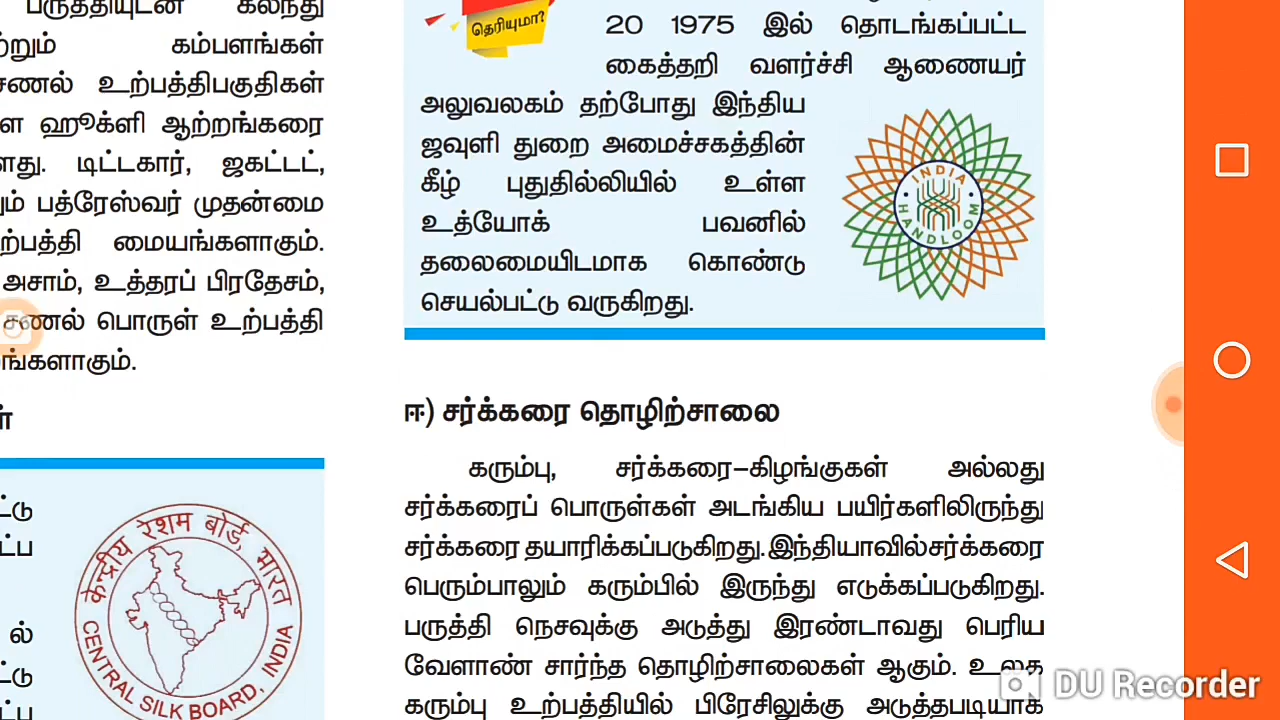 பருத்தியுடன் கலந்து
கம்பளங்கள்
உற்பத்திபகுதிகள்
ஹூக்ளி ஆற்றங்கரை
டிட்டகார், ஜகட்டட்,
பத்ரேஸ்வர் முதன்மை
மையங்களாகும்.
அசாம், உத்தரப் பிரதேசம்,
சணல் பொருள் உற்பத்தி
கேந்திரிய
केन्द्रीय रेशम बोर्ड, भारत
CENTRAL SILK BOARD, INDIA
தெரியுமா?
20 1975 இல் தொடங்கப்பட்ட
கைத்தறி வளர்ச்சி ஆணையர்
அலுவலகம் தற்போது இந்திய
ஜவுளி துறை அமைச்சகத்தின்
கீழ் புதுதில்லியில் உள்ள
உத்யோக் பவனில்
தலைமையிடமாக கொண்டு
செயல்பட்டு வருகிறது.
INDIA
HANDLOOM
ஈ) சர்க்கரை தொழிற்சாலை
கரும்பு, சர்க்கரை-கிழங்குகள் அல்லது
சர்க்கரைப் பொருள்கள் அடங்கிய பயிர்களிலிருந்து
சர்க்கரை தயாரிக்கப்படுகிறது. இந்தியாவில் சர்க்கரை
பெரும்பாலும் கரும்பில் இருந்து எடுக்கப்படுகிறது.
பருத்தி நெசவுக்கு அடுத்து இரண்டாவது பெரிய
வேளாண் சார்ந்த தொழிற்சாலைகள் ஆகும். உலக
கரும்பு உற்பத்தியில் பிரேசிலுக்கு அடுத்தபடியாக
DU Recorder